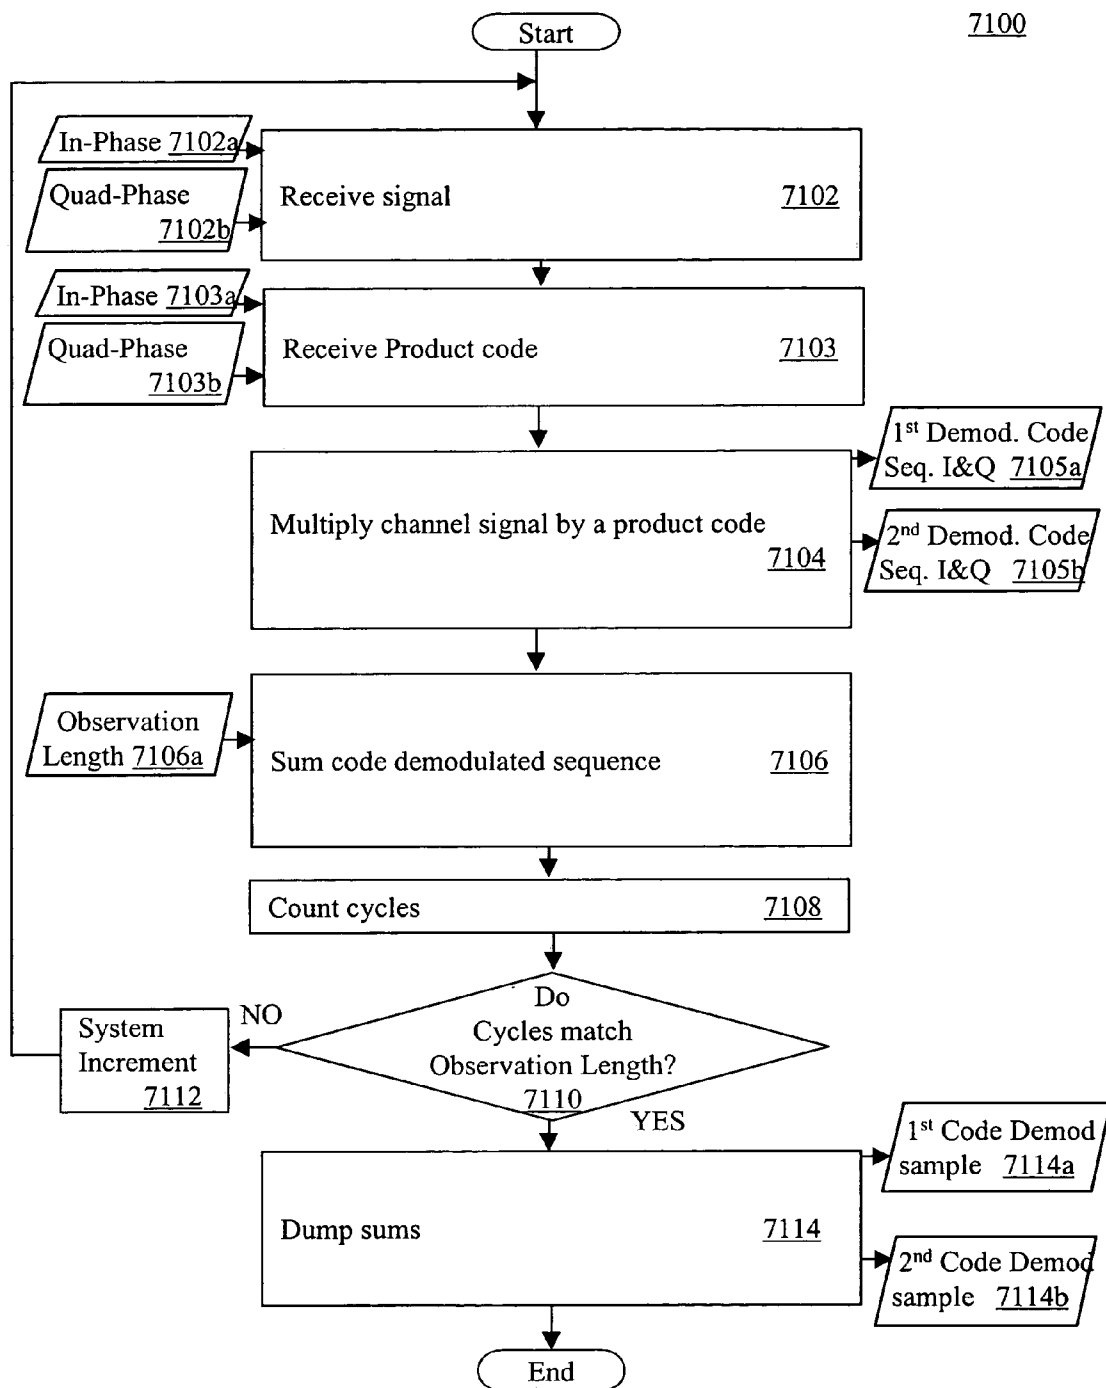 7100
Start
In-Phase 7102a
Quad-Phase
7102b
Receive signal 7102
In-Phase 7103a
Quad-Phase
7103b
Receive Product code 7103
1st Demod. Code
Seq. I&Q 7105a
Multiply channel signal by a product code
7104
2nd Demod. Code
Seq. I&Q 7105b
Observation
Length 7106a
Sum code demodulated sequence 7106
Count cycles 7108
Do
Cycles match
Observation Length?
7110
NO
System
Increment
7112
YES
1st Code Demod
sample 7114a
Dump sums 7114
2nd Code Demod
sample 7114b
End